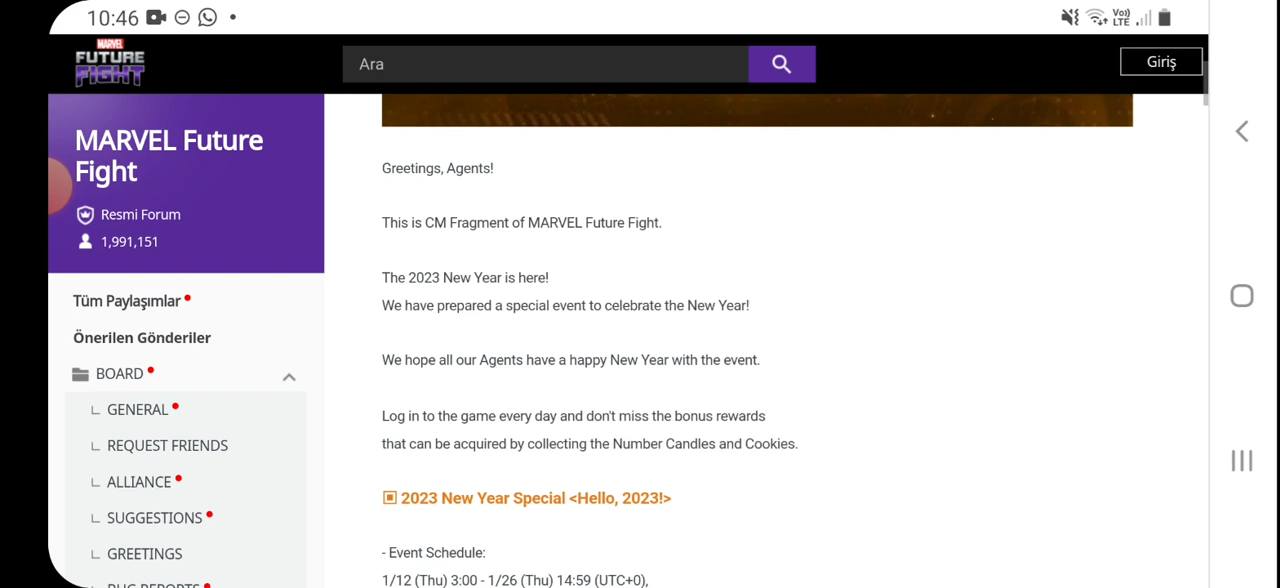 10:46
Vo))
LTE
MARVEL
FUTURE
FIGHT
Ara
Giriş
MARVEL Future
Fight
Resmi Forum
1,991,151
Tüm Paylaşımlar
Önerilen Gönderiler
BOARD
GENERAL
REQUEST FRIENDS
ALLIANCE
SUGGESTIONS
GREETINGS
BUG REPORTS
Greetings, Agents!
This is CM Fragment of MARVEL Future Fight.
The 2023 New Year is here!
We have prepared a special event to celebrate the New Year!
We hope all our Agents have a happy New Year with the event.
Log in to the game every day and don't miss the bonus rewards
that can be acquired by collecting the Number Candles and Cookies.
▣ 2023 New Year Special <Hello, 2023!>
- Event Schedule:
1/12 (Thu) 3:00 - 1/26 (Thu) 14:59 (UTC+0),